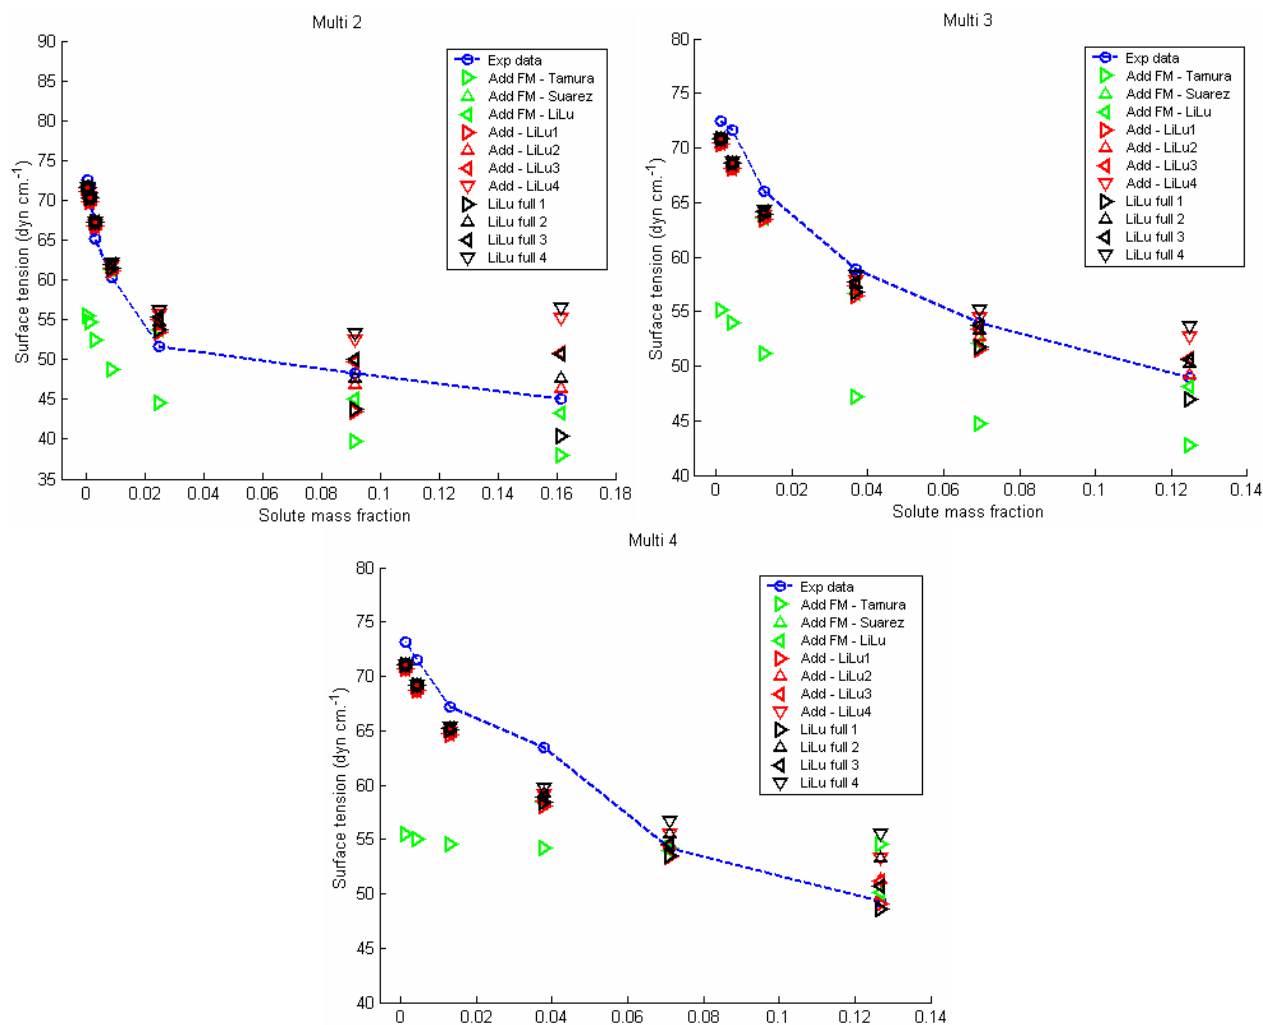 Multi 2
90
85
80
75
70
65
60
55
50
45
40
35
Surface tension (dyn cm.-1)
Exp data
Add FM - Tamura
Add FM - Suarez
Add FM - LiLu
Add - LiLu1
Add - LiLu2
Add - LiLu3
Add - LiLu4
LiLu full 1
LiLu full 2
LiLu full 3
LiLu full 4
0 0.02 0.04 0.06 0.08 0.1 0.12 0.14 0.16 0.18
Solute mass fraction
Multi 3
80
75
70
65
60
55
50
45
40
Surface tension (dyn cm.-1)
Exp data
Add FM - Tamura
Add FM - Suarez
Add FM - LiLu
Add - LiLu1
Add - LiLu2
Add - LiLu3
Add - LiLu4
LiLu full 1
LiLu full 2
LiLu full 3
LiLu full 4
0 0.02 0.04 0.06 0.08 0.1 0.12 0.14
Solute mass fraction
Multi 4
80
75
70
65
60
55
50
45
40
Surface tension (dyn cm.-1)
Exp data
Add FM - Tamura
Add FM - Suarez
Add FM - LiLu
Add - LiLu1
Add - LiLu2
Add - LiLu3
Add - LiLu4
LiLu full 1
LiLu full 2
LiLu full 3
LiLu full 4
0 0.02 0.04 0.06 0.08 0.1 0.12 0.14